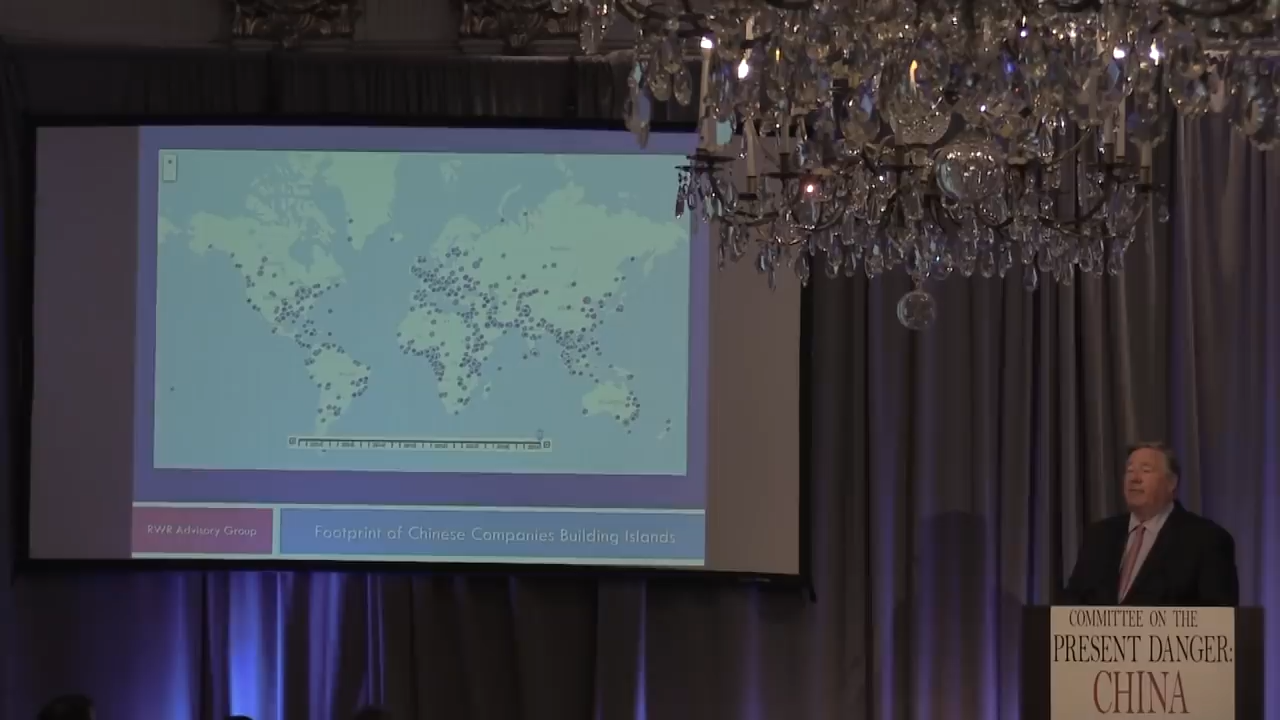 RWR Advisory Group
Footprint of Chinese Companies Building Islands
COMMITTEE ON THE
PRESENT DANGER:
CHINA